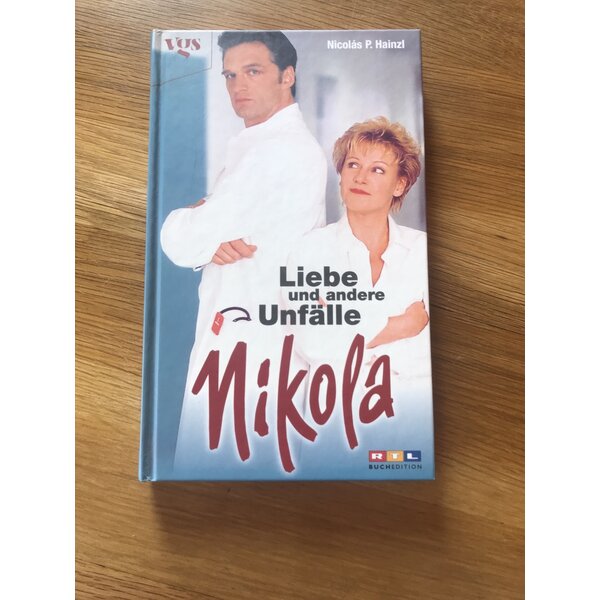 vgs
Nicolás P. Hainzl
Liebe
und andere
Unfälle
Nikola
RTL
BUCHEDITION